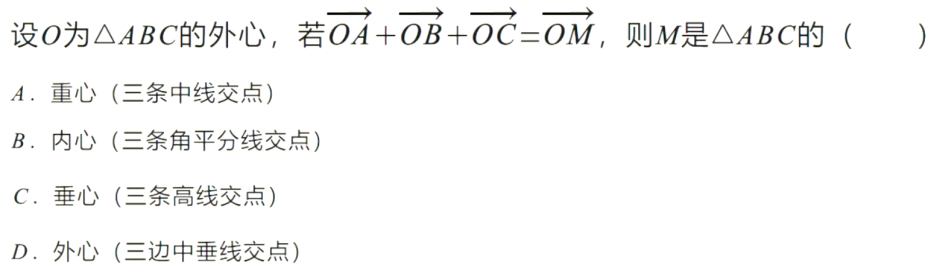 设O为△ABC的外心，若$\overrightarrow{OA}+\overrightarrow{OB}+\overrightarrow{OC}=\overrightarrow{OM}$，则M是△ABC的（　　）
A．重心（三条中线交点）
B．内心（三条角平分线交点）
C．垂心（三条高线交点）
D．外心（三边中垂线交点）